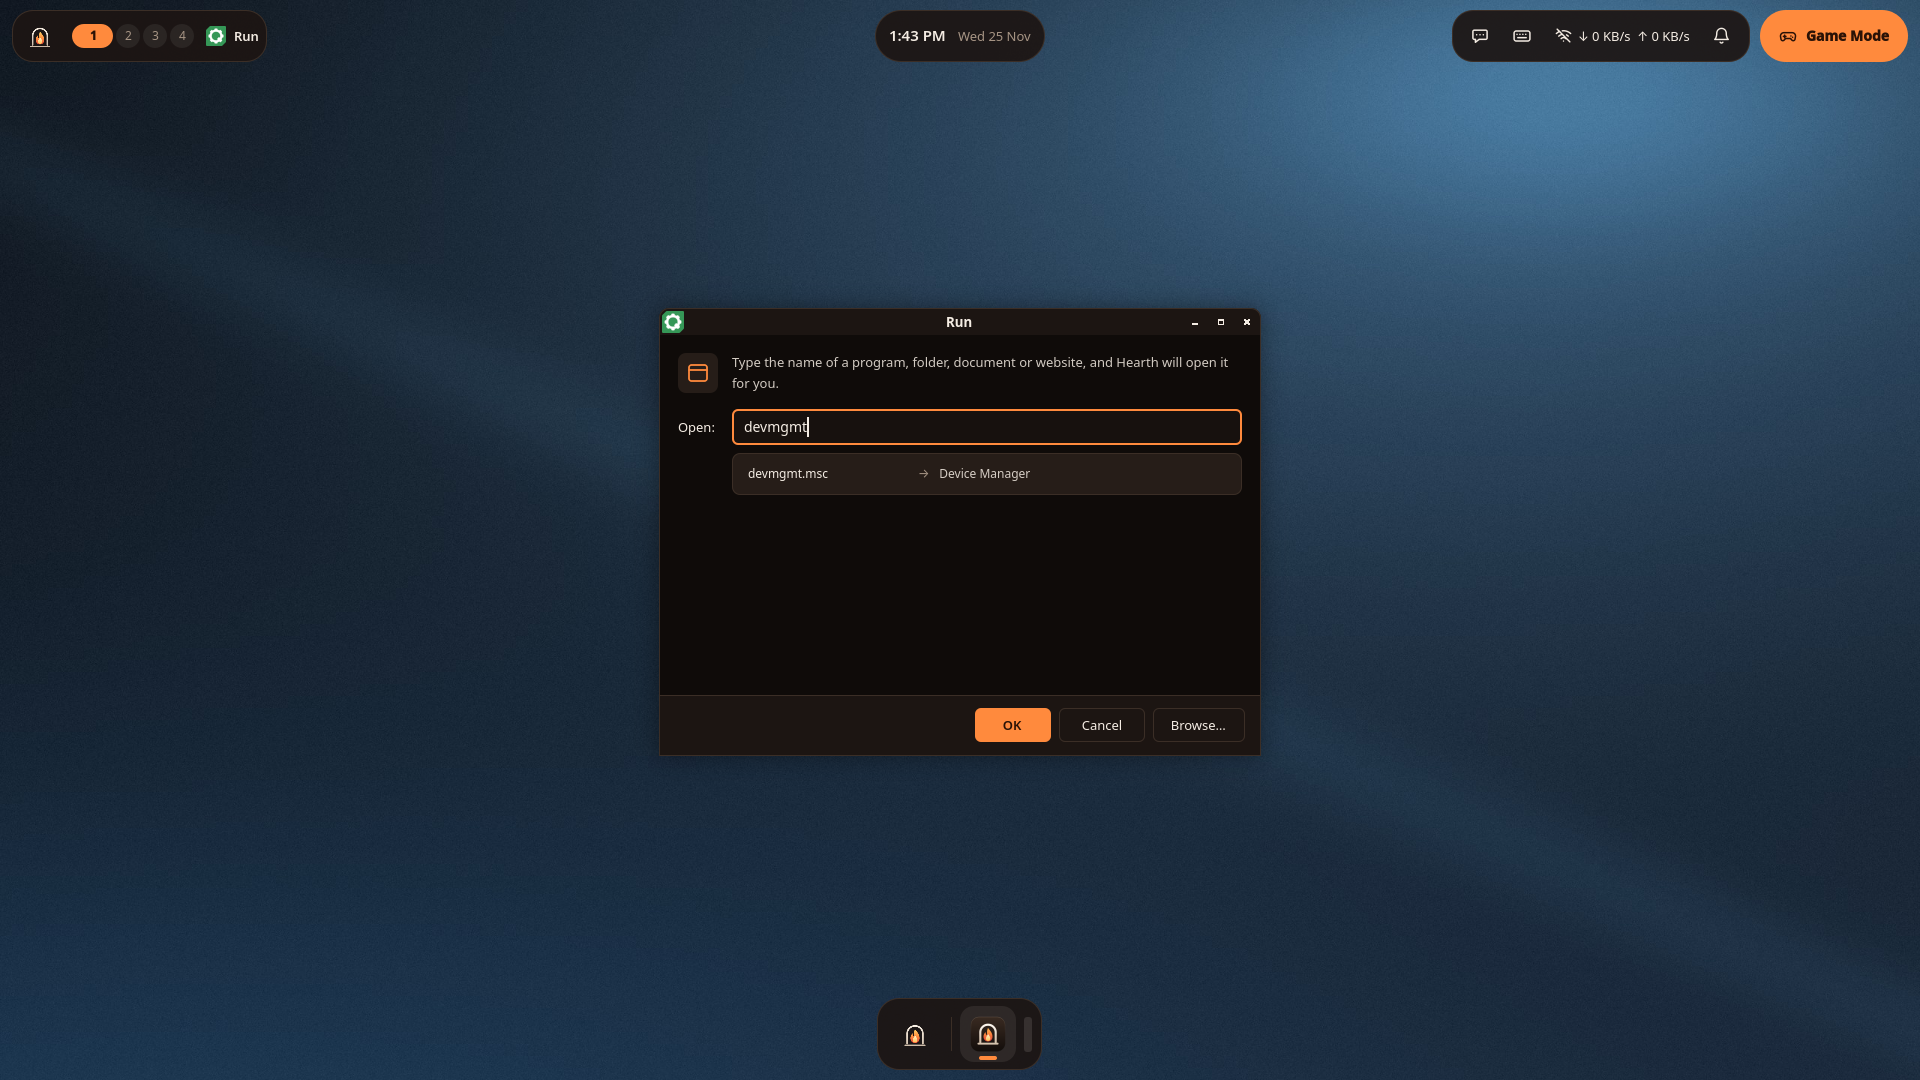 1 2 3 4 Run
1:43 PM Wed 25 Nov
↓ 0 KB/s ↑ 0 KB/s
Game Mode
Run
Type the name of a program, folder, document or website, and Hearth will open it
for you.
Open: devmgmt
devmgmt.msc → Device Manager
OK Cancel Browse...